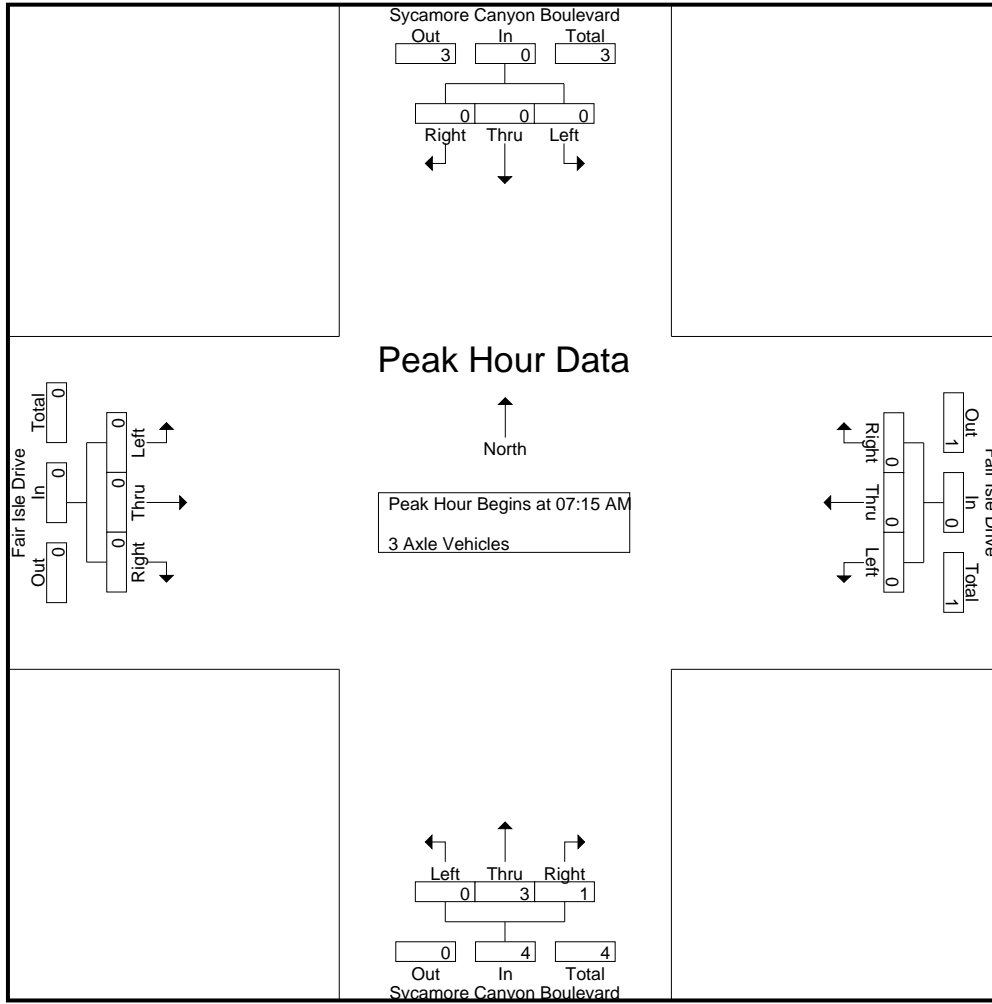 Sycamore Canyon Boulevard
Out In Total
3 0 3
0 0 0
Right Thru Left
Peak Hour Data
North
Peak Hour Begins at 07:15 AM
3 Axle Vehicles
Fair Isle Drive
Total In Out
0 0 0
0 0 0
Left Thru Right
Right Thru Left
0 0 0
Out In Total
1 0 1
Fair Isle Drive
Left Thru Right
0 3 1
0 4 4
Out In Total
Sycamore Canyon Boulevard